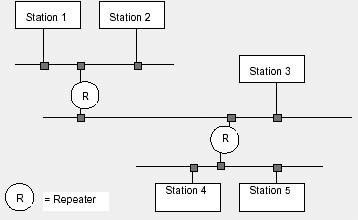 Station 1
Station 2
Station 3
R
R
Station 4
Station 5
R
= Repeater